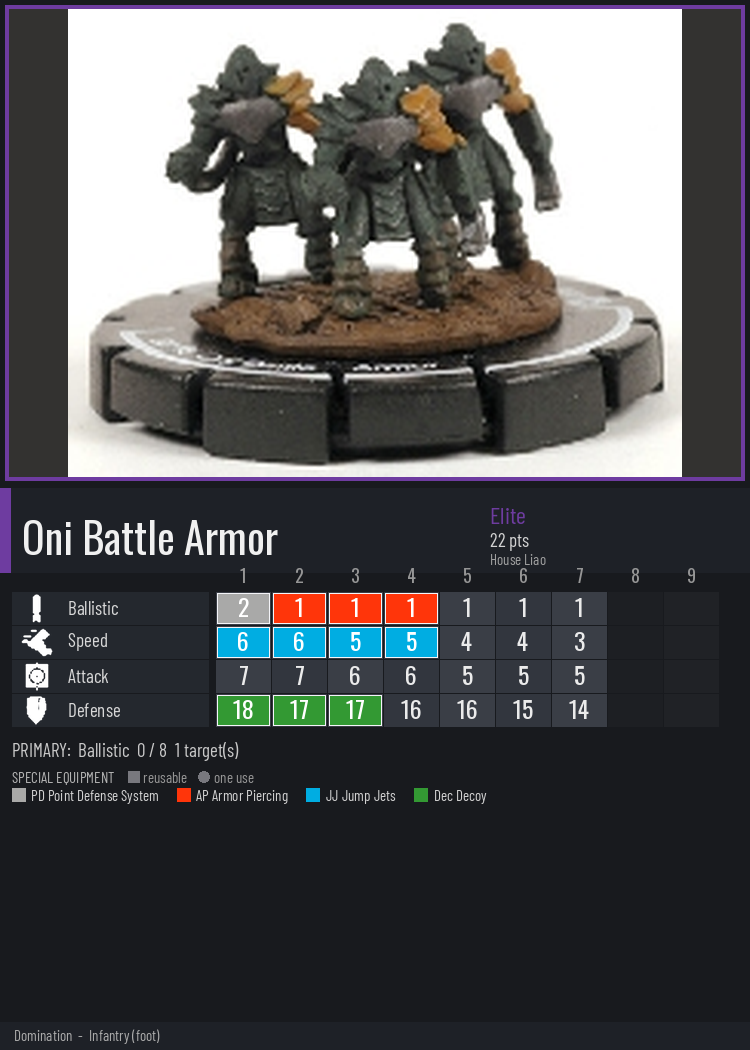 Oni Battle Armor
Elite
22 pts
House Liao
1 2 3 4 5 6 7 8 9
Ballistic 2 1 1 1 1 1 1
Speed 6 6 5 5 4 4 3
Attack 7 7 6 6 5 5 5
Defense 18 17 17 16 16 15 14
PRIMARY: Ballistic 0 / 8 1 target(s)
SPECIAL EQUIPMENT reusable one use
PD Point Defense System AP Armor Piercing JJ Jump Jets Dec Decoy
Domination - Infantry (foot)